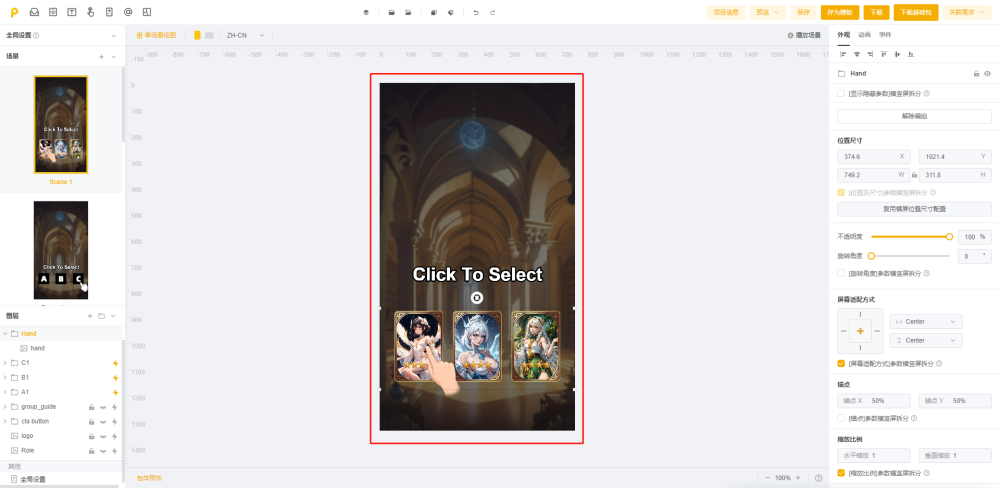 项目信息
预览
保存
存为模板
下载
下载基础包
关联要求
全局设置
单场景视图
ZH-CN
播放场景
外观
动画
事件
场景
-900
-800
-700
-600
-500
-400
-300
-200
-100
0
100
200
300
400
500
600
700
800
900
1000
1100
1200
1300
1400
-100
0
100
200
300
400
500
600
700
800
900
1000
1100
1200
1300
1400
Click To Select
Scene 1
Click To Select
A
B
C
Click To Select
图层
Hand
hand
C1
B1
A1
group_guide
cta button
logo
Role
全局设置
包体预览
100%
Hand
[显示隐藏参数]横竖屏拆分
解除编组
位置尺寸
374.6 X
1021.4 Y
749.2 W
311.8 H
[位置及尺寸]参数横竖屏拆分
复用横屏位置尺寸配置
不透明度
100 %
旋转角度
0 °
[旋转角度]参数横竖屏拆分
屏幕适配方式
Center
Center
[屏幕适配方式]参数横竖屏拆分
锚点
锚点 X 50%
锚点 Y 50%
[锚点]参数横竖屏拆分
缩放比例
水平缩放 1
垂直缩放 1
[缩放比例]参数横竖屏拆分